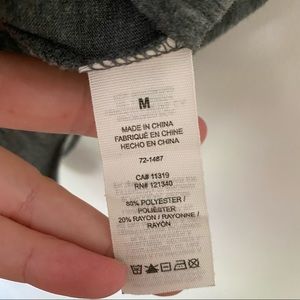 M
MADE IN CHINA
FABRIQUÉ EN CHINE
HECHO EN CHINA
72-1487
CA# 11319
RN# 121340
80% POLYESTER /
POLIÉSTER
20% RAYON / RAYONNE /
RAYÓN